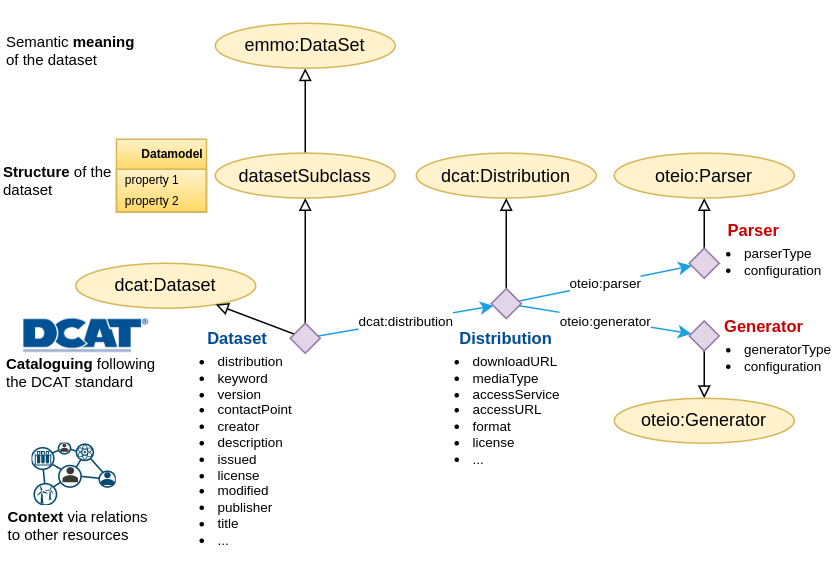 Semantic meaning
of the dataset
emmo:DataSet
Structure of the
dataset
Datamodel
property 1
property 2
datasetSubclass
dcat:Distribution
oteio:Parser
Parser
parserType
configuration
dcat:Dataset
oteio:parser
dcat:distribution
oteio:generator
DCAT®
Cataloguing following
the DCAT standard
Dataset
distribution
keyword
version
contactPoint
creator
description
issued
license
modified
publisher
title
...
Distribution
downloadURL
mediaType
accessService
accessURL
format
license
...
Generator
generatorType
configuration
oteio:Generator
Context via relations
to other resources